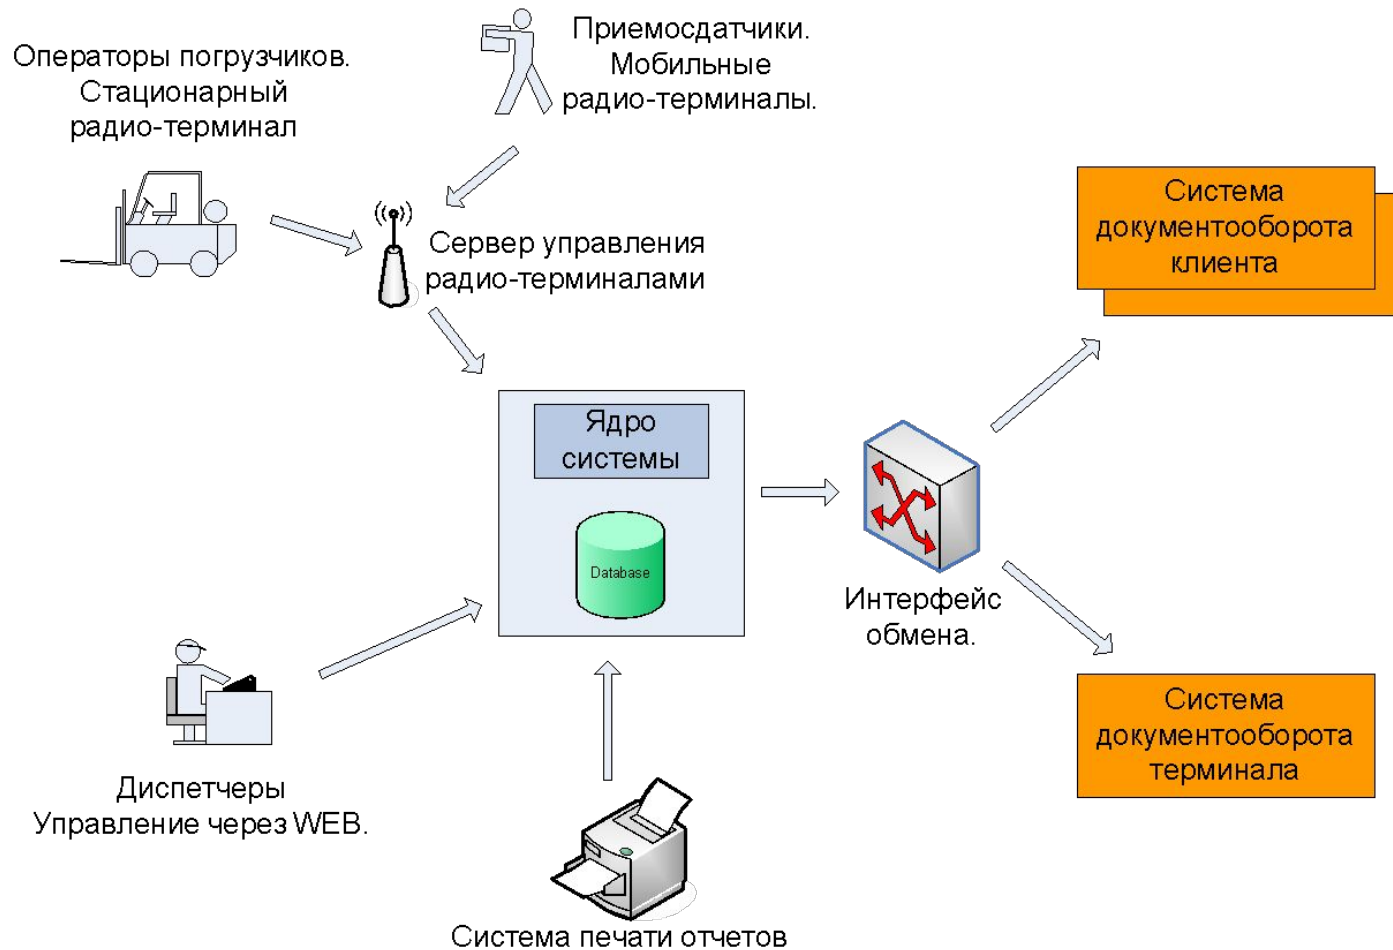 Операторы погрузчиков.
Стационарный
радио-терминал
Приемосдатчики.
Мобильные
радио-терминалы.
Сервер управления
радио-терминалами
Система
документооборота
клиента
Ядро
системы
Database
Интерфейс
обмена.
Система
документооборота
терминала
Диспетчеры
Управление через WEB.
Система печати отчетов